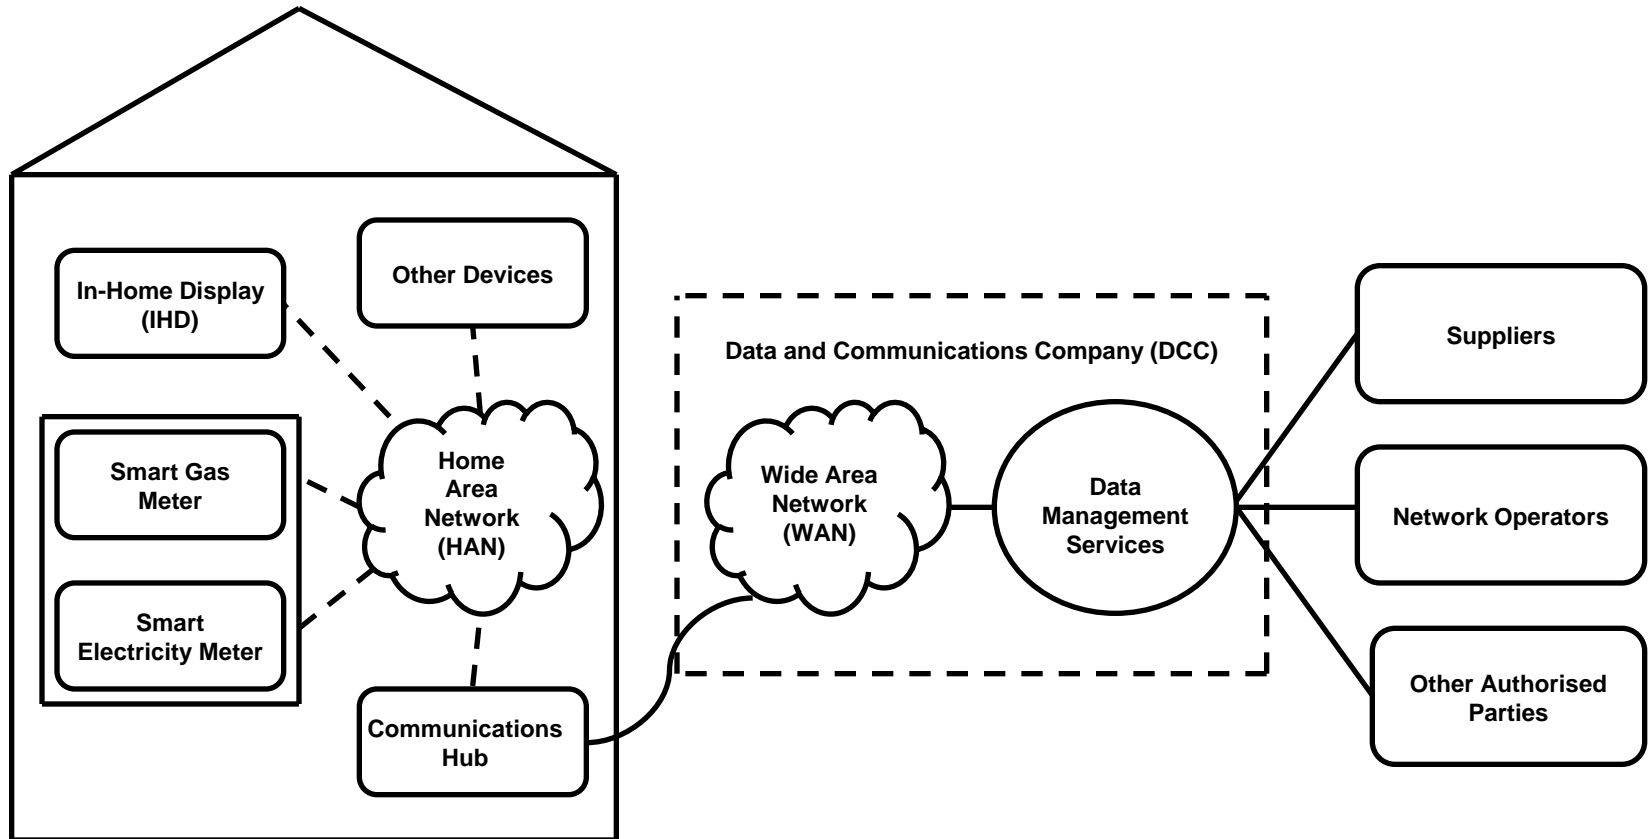 In-Home Display
(IHD)
Other Devices
Smart Gas
Meter
Smart
Electricity Meter
Home
Area
Network
(HAN)
Communications
Hub
Data and Communications Company (DCC)
Wide Area
Network
(WAN)
Data
Management
Services
Suppliers
Network Operators
Other Authorised
Parties